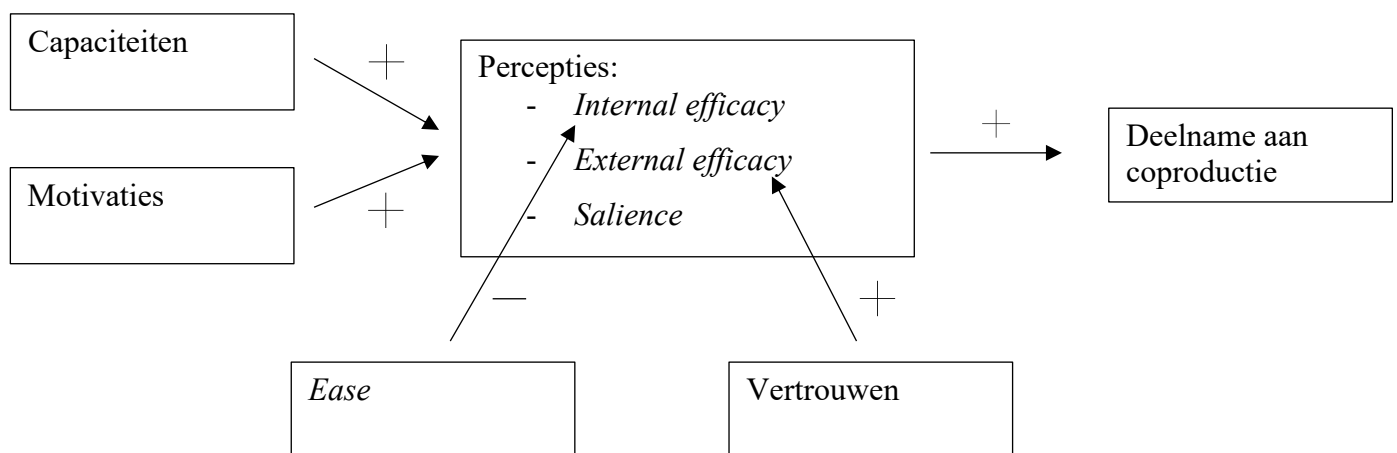 Capaciteiten
+
Motivaties
+
Percepties:
- Internal efficacy
- External efficacy
- Salience
+
Deelname aan
coproductie
−
+
Ease
Vertrouwen